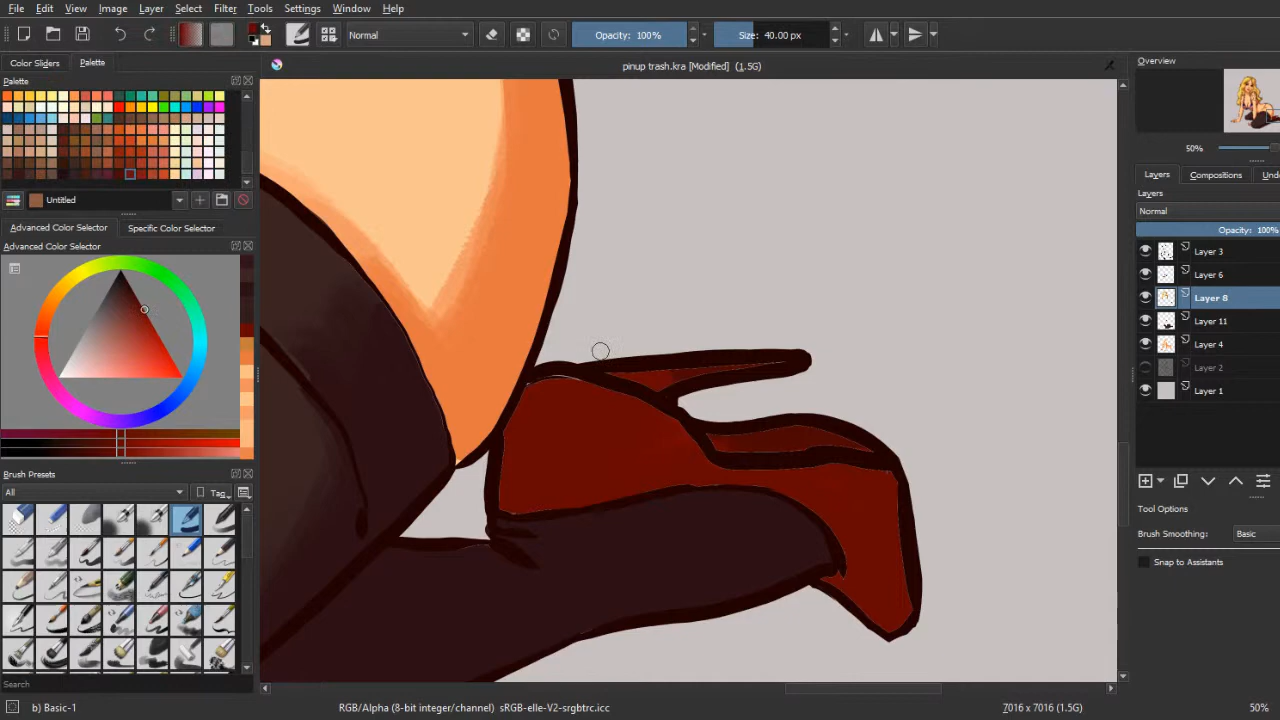 File Edit View Image Layer Select Filter Tools Settings Window Help
Normal Opacity: 100% Size: 40.00 px
Color Sliders Palette
pinup trash.kra [Modified] (1.5G)
Overview
Palette
50%
Layers Compositions Undo
Untitled
Layers
Normal
Advanced Color Selector Specific Color Selector
Opacity: 100%
Advanced Color Selector
Layer 3
Layer 6
Layer 8
Layer 11
Layer 4
Layer 2
Layer 1
Brush Presets
All Tag
Tool Options
Brush Smoothing: Basic
Snap to Assistants
Search
b) Basic-1 RGB/Alpha (8-bit integer/channel) sRGB-elle-V2-srgbtrc.icc 7016 x 7016 (1.5G) 50%